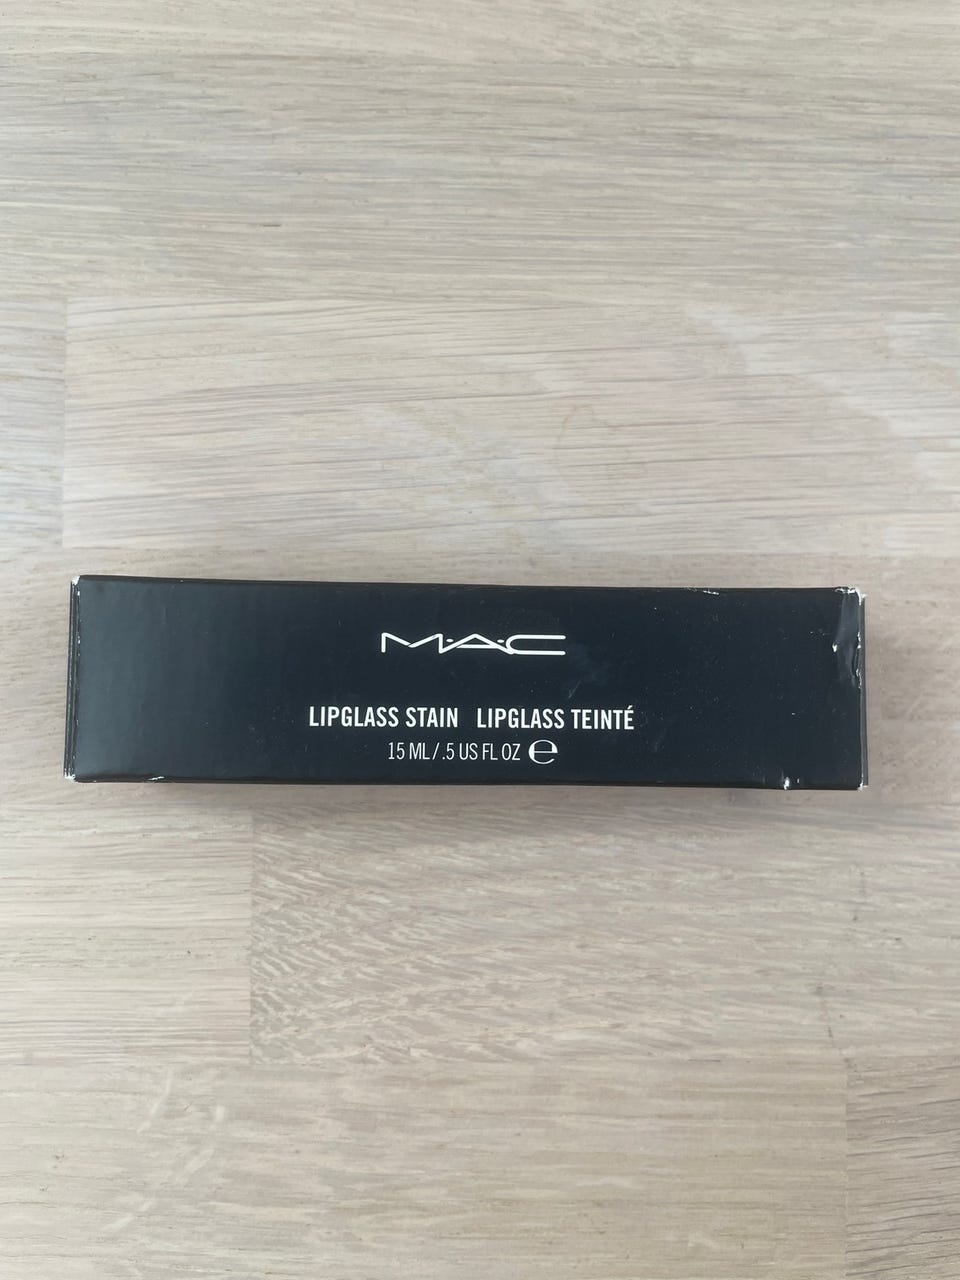 M·A·C
LIPGLASS STAIN LIPGLASS TEINTÉ
15 ML / .5 US FL OZ ℮